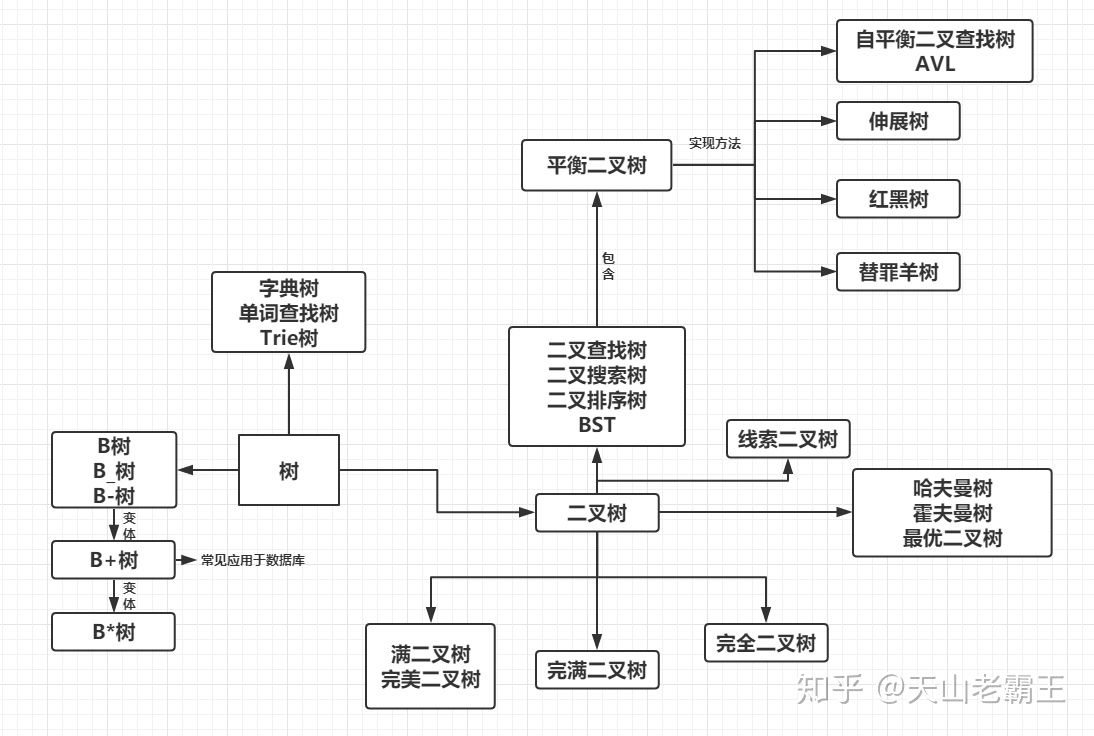 自平衡二叉查找树
AVL
伸展树
实现方法
平衡二叉树
红黑树
包
含
替罪羊树
字典树
单词查找树
Trie树
二叉查找树
二叉搜索树
二叉排序树
BST
线索二叉树
B树
B_树
B-树
树
哈夫曼树
霍夫曼树
最优二叉树
二叉树
变
体
B+树
常见应用于数据库
变
体
B*树
满二叉树
完美二叉树
完满二叉树
完全二叉树
知乎 @天山老霸王